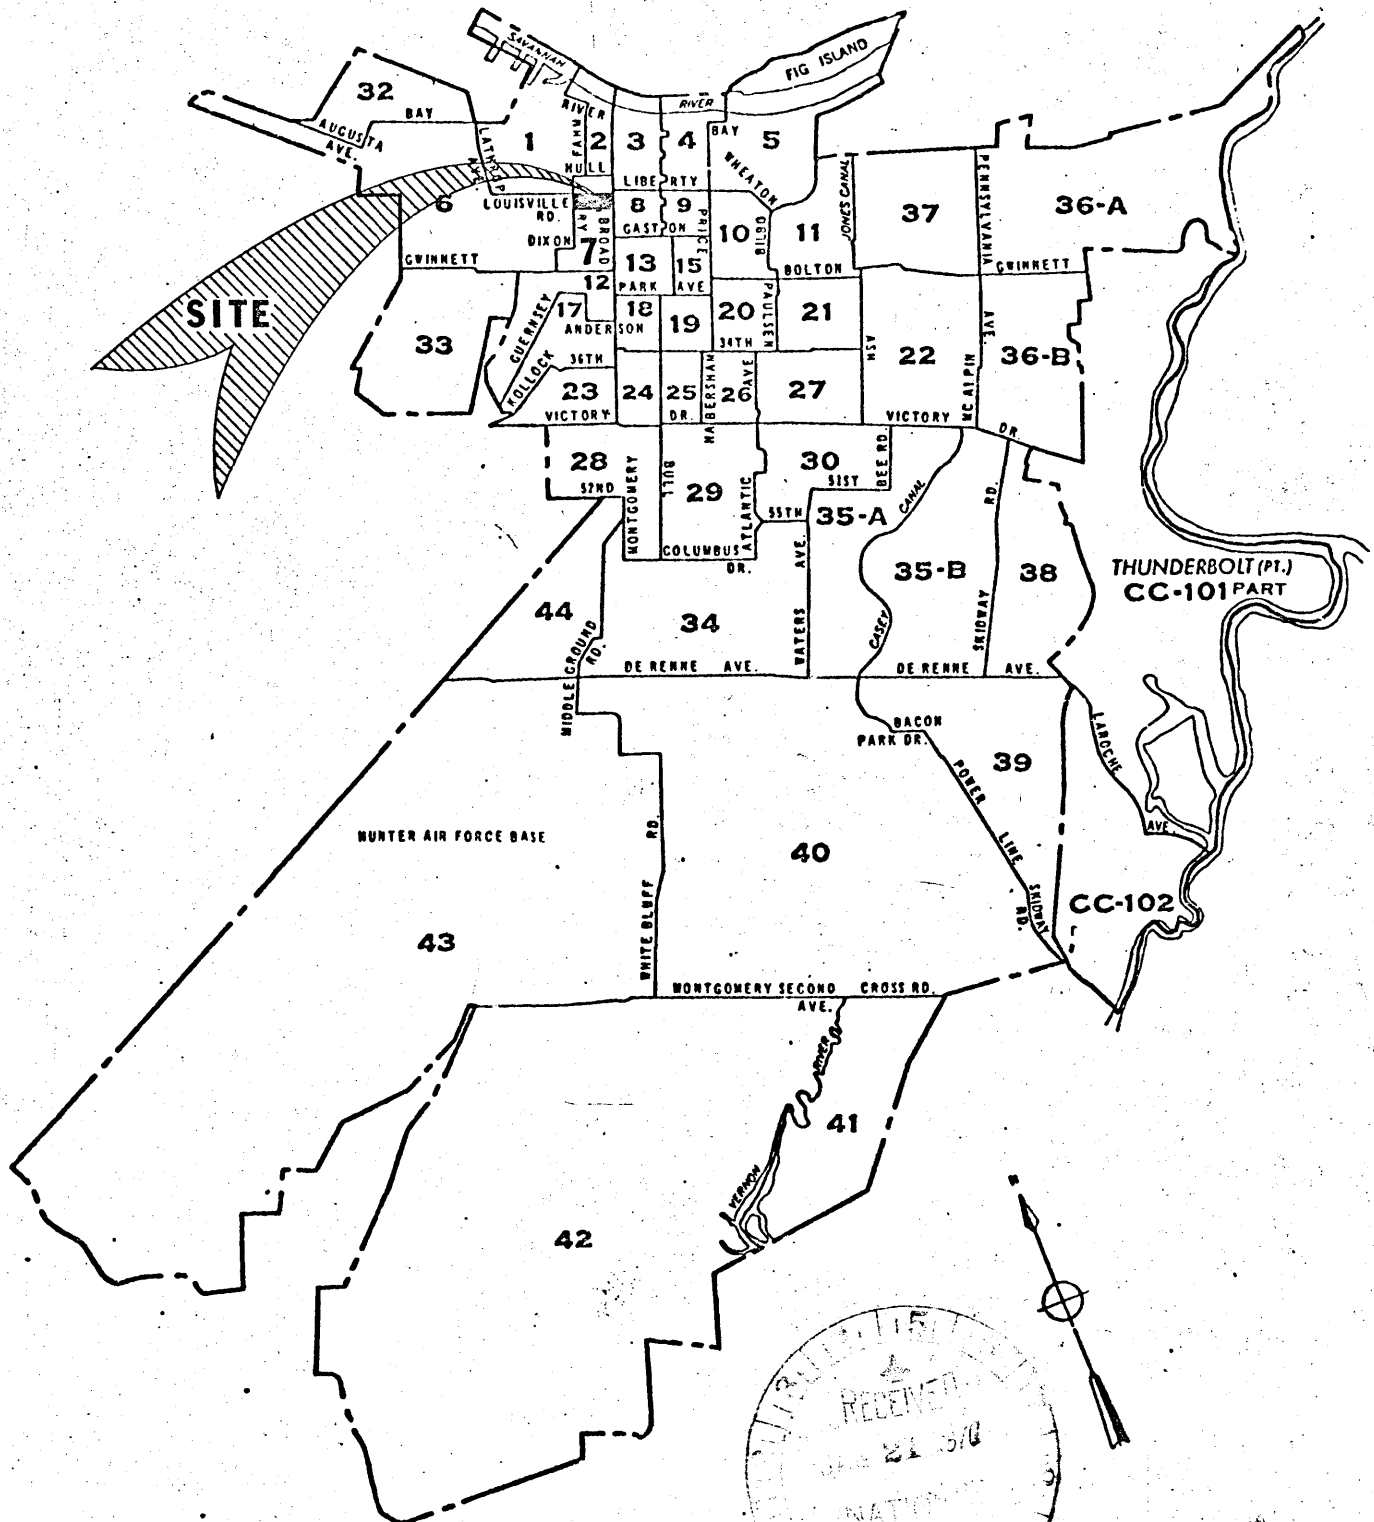 SAVANNAH
RIVER
RIVER
FIG ISLAND
32
BAY
AUGUSTA
AVE.
LATHROP
AVE.
1
FAHM
2
3
4
BAY
5
WHEATON
HULL
LIBERTY
JONES CANAL
37
PENNSYLVANIA
36-A
6
LOUISVILLE
RD.
8
9
PRICE
10
BILBO
11
GASTON
DIXON
RY
BROAD
7
GWINNETT
13
15
BOLTON
GWINNETT
12
PARK AVE
SITE
17
18
19
20
PAULSEN
21
AVE.
GUERNSEY
ANDERSON
34TH
ASH
33
36TH
22
36-B
KOLLOCK
23
24
25
HABERSHAM
26
AVE
27
MC ALPIN
VICTORY
DR.
VICTORY
DR.
28
MONTGOMERY
BULL
29
30
BEE RD
52ND
51ST
ATLANTIC
55TH
35-A
CANAL
RD.
COLUMBUS
DR.
WATERS AVE.
35-B
38
THUNDERBOLT (PT.)
CC-101 PART
44
34
CASEY
SKIDWAY
MIDDLE GROUND
RD.
DE RENNE AVE.
DE RENNE AVE.
BACON
PARK DR.
LAROCHE
39
POWER
LINE
HUNTER AIR FORCE BASE
RD.
40
AVE.
SKIDWAY
RD.
CC-102
43
WHITE BLUFF
MONTGOMERY SECOND CROSS RD.
AVE.
RIVER
41
VERNON
N
42
RECEIVED
21
NATIONAL